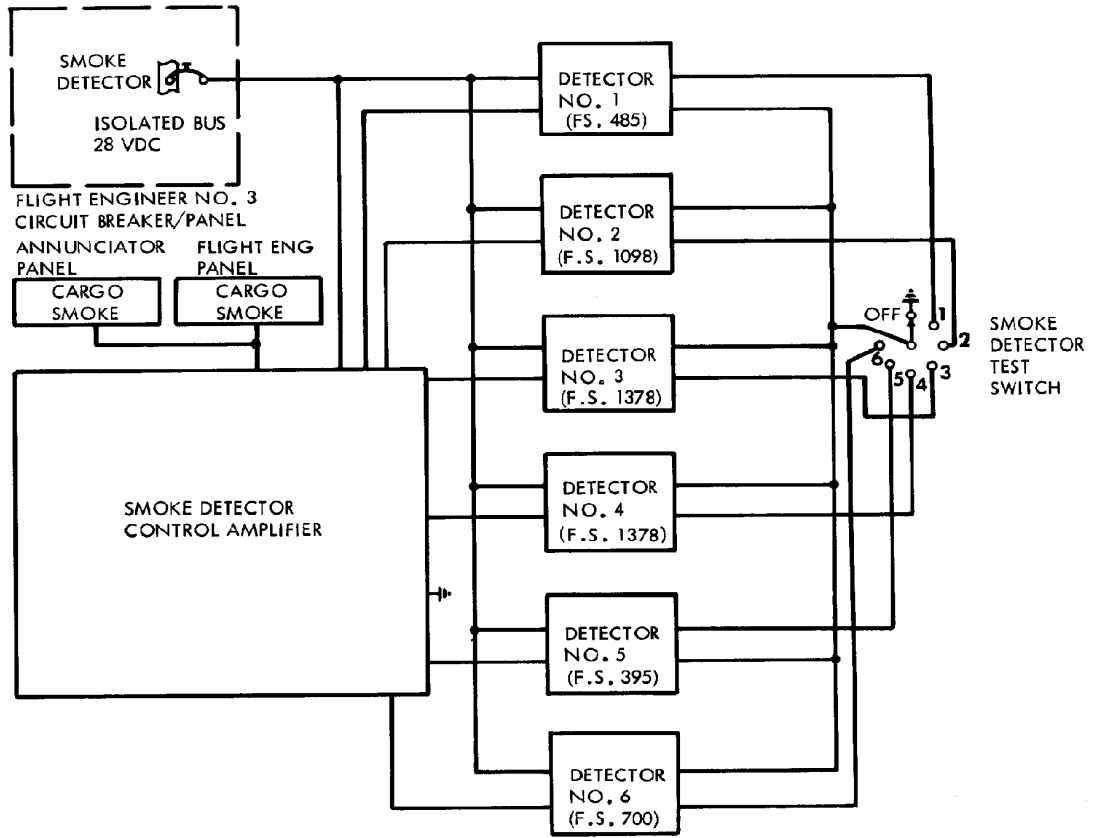 SMOKE
DETECTOR
ISOLATED BUS
28 VDC
FLIGHT ENGINEER NO. 3
CIRCUIT BREAKER/PANEL
ANNUNCIATOR
PANEL
CARGO
SMOKE
FLIGHT ENG
PANEL
CARGO
SMOKE
SMOKE DETECTOR
CONTROL AMPLIFIER
DETECTOR
NO. 1
(FS. 485)
DETECTOR
NO. 2
(F.S. 1098)
DETECTOR
NO. 3
(F.S. 1378)
DETECTOR
NO. 4
(F.S. 1378)
DETECTOR
NO. 5
(F.S. 395)
DETECTOR
NO. 6
(F.S. 700)
OFF
1
2
3
4
5
6
SMOKE
DETECTOR
TEST
SWITCH